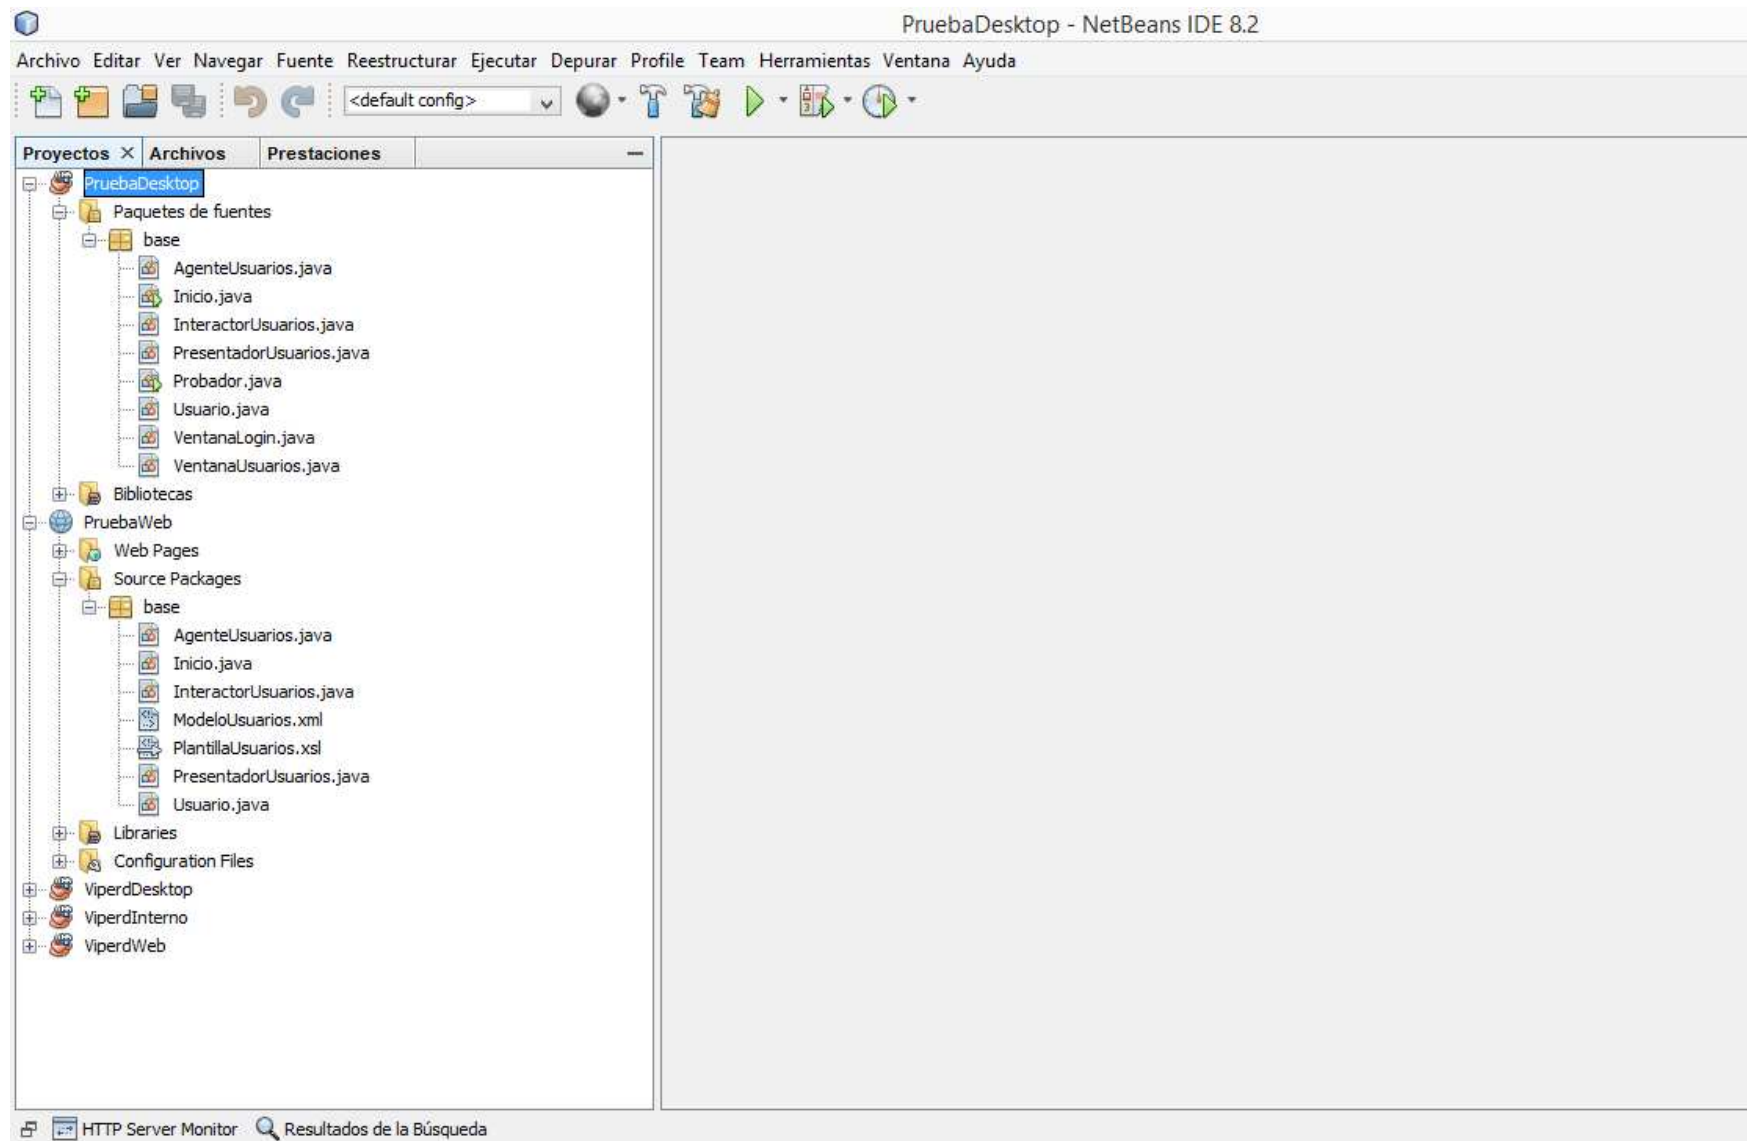 PruebaDesktop - NetBeans IDE 8.2
Archivo Editar Ver Navegar Fuente Reestructurar Ejecutar Depurar Profile Team Herramientas Ventana Ayuda
<default config>
Proyectos Archivos Prestaciones
PruebaDesktop
Paquetes de fuentes
base
AgenteUsuarios.java
Inicio.java
InteractorUsuarios.java
PresentadorUsuarios.java
Probador.java
Usuario.java
VentanaLogin.java
VentanaUsuarios.java
Bibliotecas
PruebaWeb
Web Pages
Source Packages
base
AgenteUsuarios.java
Inicio.java
InteractorUsuarios.java
ModeloUsuarios.xml
PlantillaUsuarios.xsl
PresentadorUsuarios.java
Usuario.java
Libraries
Configuration Files
ViperdDesktop
ViperdInterno
ViperdWeb
HTTP Server Monitor Resultados de la Búsqueda